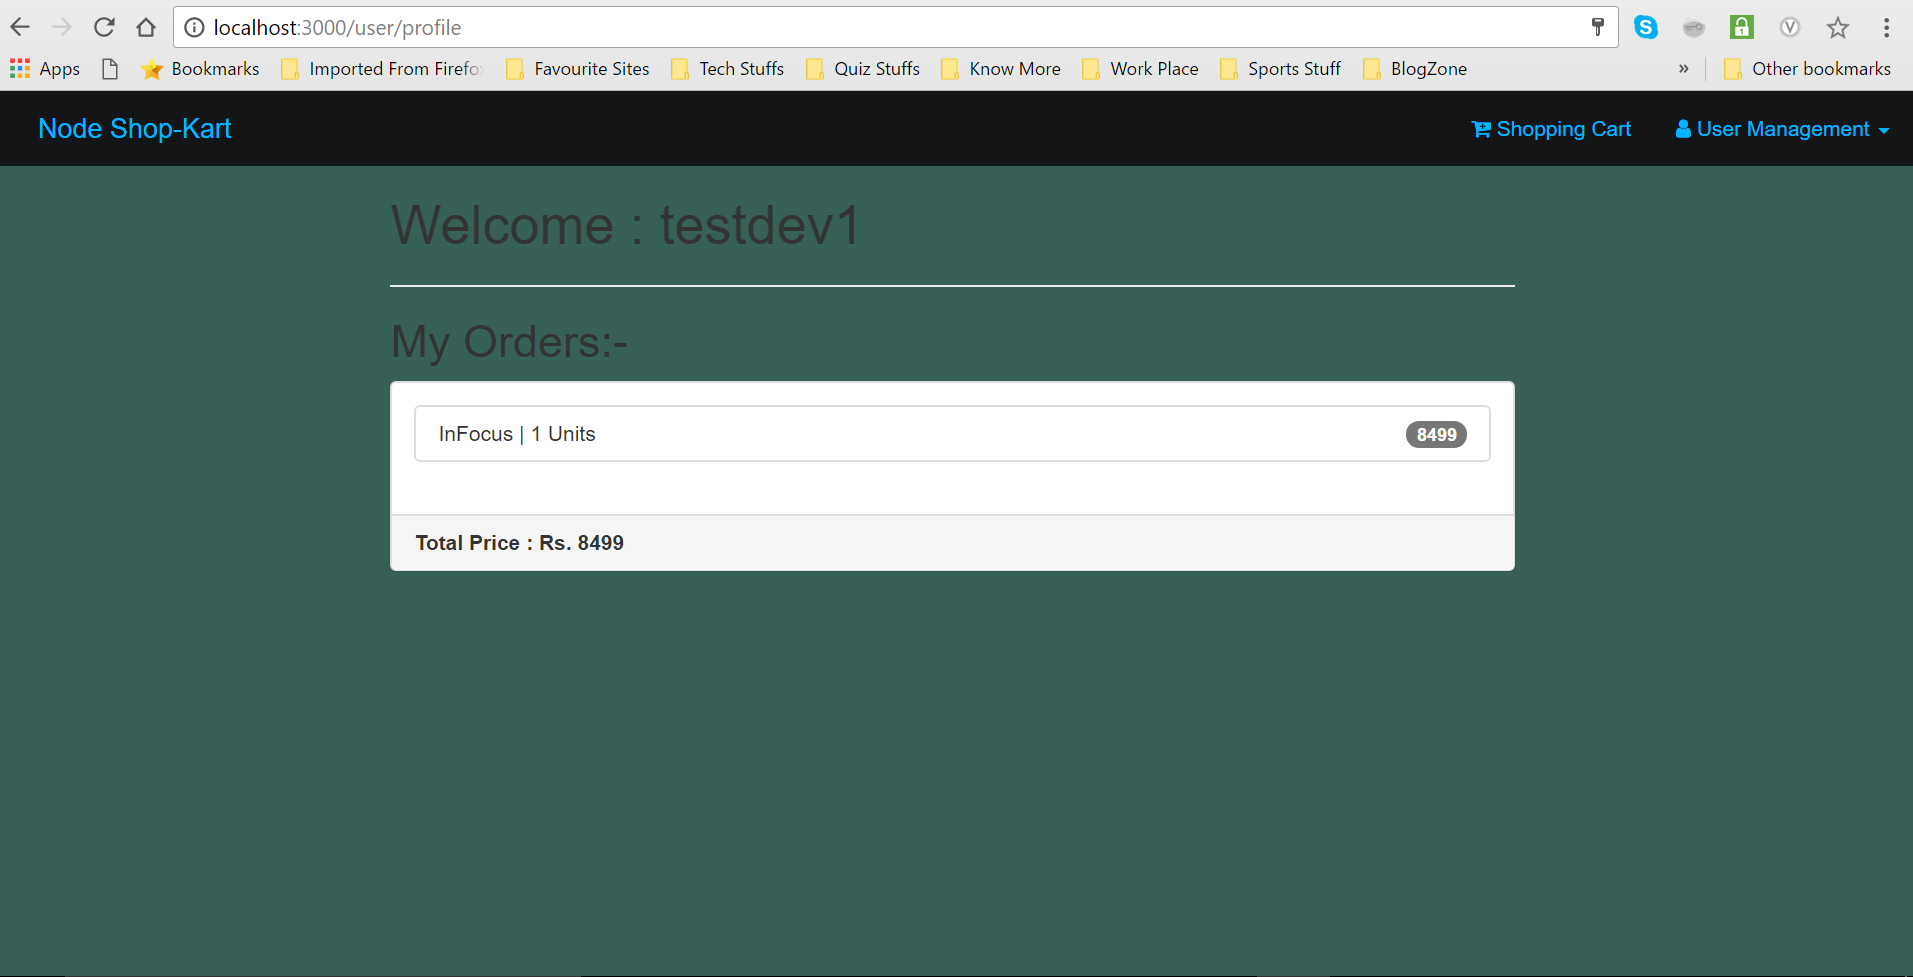 localhost:3000/user/profile
Apps Bookmarks Imported From Firefo Favourite Sites Tech Stuffs Quiz Stuffs Know More Work Place Sports Stuff BlogZone » Other bookmarks
Node Shop-Kart Shopping Cart User Management
Welcome : testdev1
My Orders:-
InFocus | 1 Units 8499
Total Price : Rs. 8499